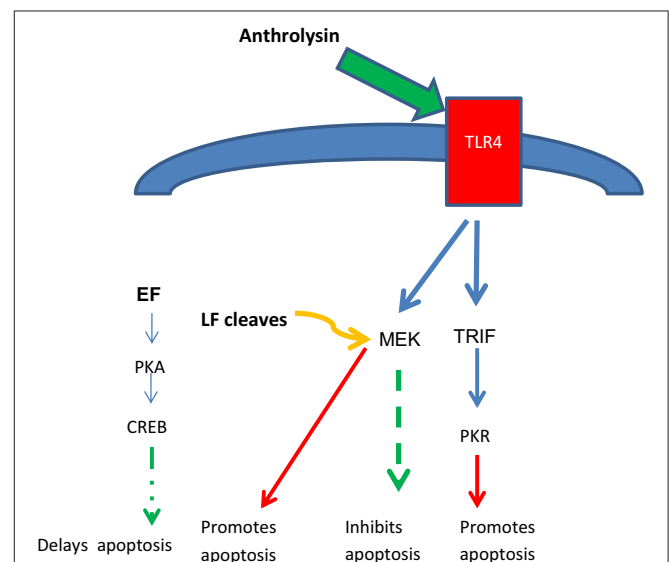 Anthrolysin
TLR4
EF
LF cleaves
MEK
TRIF
PKA
CREB
PKR
Delays apoptosis
Promotes
apoptosis
Inhibits
apoptosis
Promotes
apoptosis